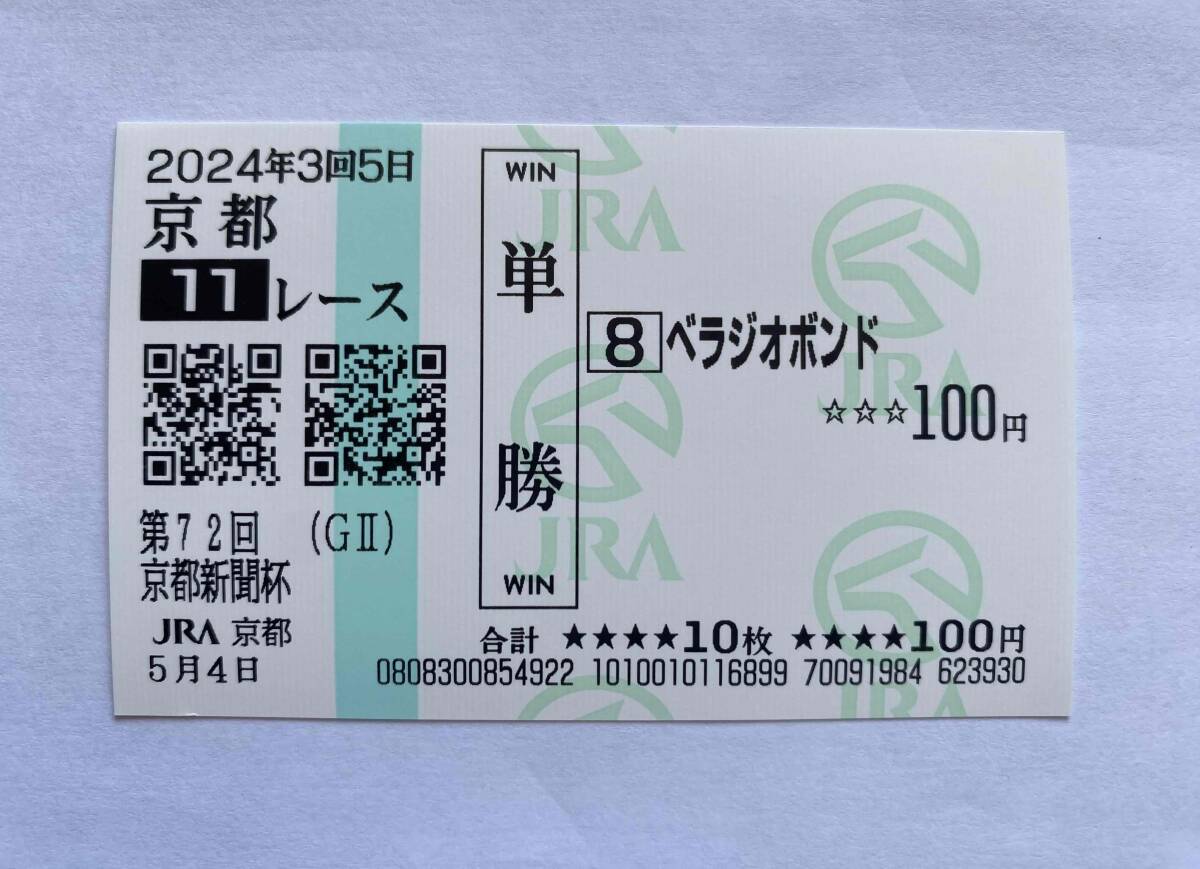 2024年3回5日
京都
11レース
第72回 (GⅡ)
京都新聞杯
JRA 京都
5月4日
WIN
単勝
WIN
8 ベラジオボンド
☆☆☆100円
合計 ★★★★10枚 ★★★★100円
0808300854922 1010010116899 70091984 623930
JRA
JRA
JRA